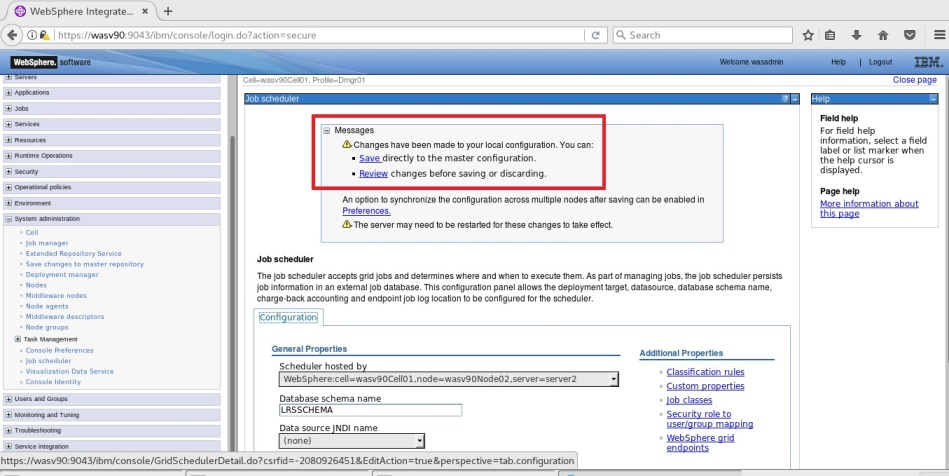 WebSphere Integrate...
https://wasv90:9043/ibm/console/login.do?action=secure
Search
WebSphere. software
Welcome wasadmin
Help | Logout
IBM.
Cell=wasv90Cell01, Profile=Dmgr01
Close page
Servers
Applications
Jobs
Services
Resources
Runtime Operations
Security
Operational policies
Environment
System administration
Cell
Job manager
Extended Repository Service
Save changes to master repository
Deployment manager
Nodes
Middleware nodes
Node agents
Middleware descriptors
Node groups
Task Management
Console Preferences
Job scheduler
Visualization Data Service
Console Identity
Users and Groups
Monitoring and Tuning
Troubleshooting
Service integration
Job scheduler
Messages
Changes have been made to your local configuration. You can:
Save directly to the master configuration.
Review changes before saving or discarding.
An option to synchronize the configuration across multiple nodes after saving can be enabled in
Preferences.
The server may need to be restarted for these changes to take effect.
Job scheduler
The job scheduler accepts grid jobs and determines where and when to execute them. As part of managing jobs, the job scheduler persists
job information in an external job database. This configuration panel allows the deployment target, datasource, database schema name,
charge-back accounting and endpoint job log location to be configured for the scheduler.
Configuration
General Properties
Scheduler hosted by
WebSphere:cell=wasv90Cell01,node=wasv90Node02,server=server2
Database schema name
LRSSCHEMA
Data source JNDI name
(none)
Additional Properties
Classification rules
Custom properties
Job classes
Security role to
user/group mapping
WebSphere grid
endpoints
Help
Field help
For field help
information, select a field
label or list marker when
the help cursor is
displayed.
Page help
More information about
this page
https://wasv90:9043/ibm/console/GridSchedulerDetail.do?csrfid=-2080926451&EditAction=true&perspective=tab.configuration